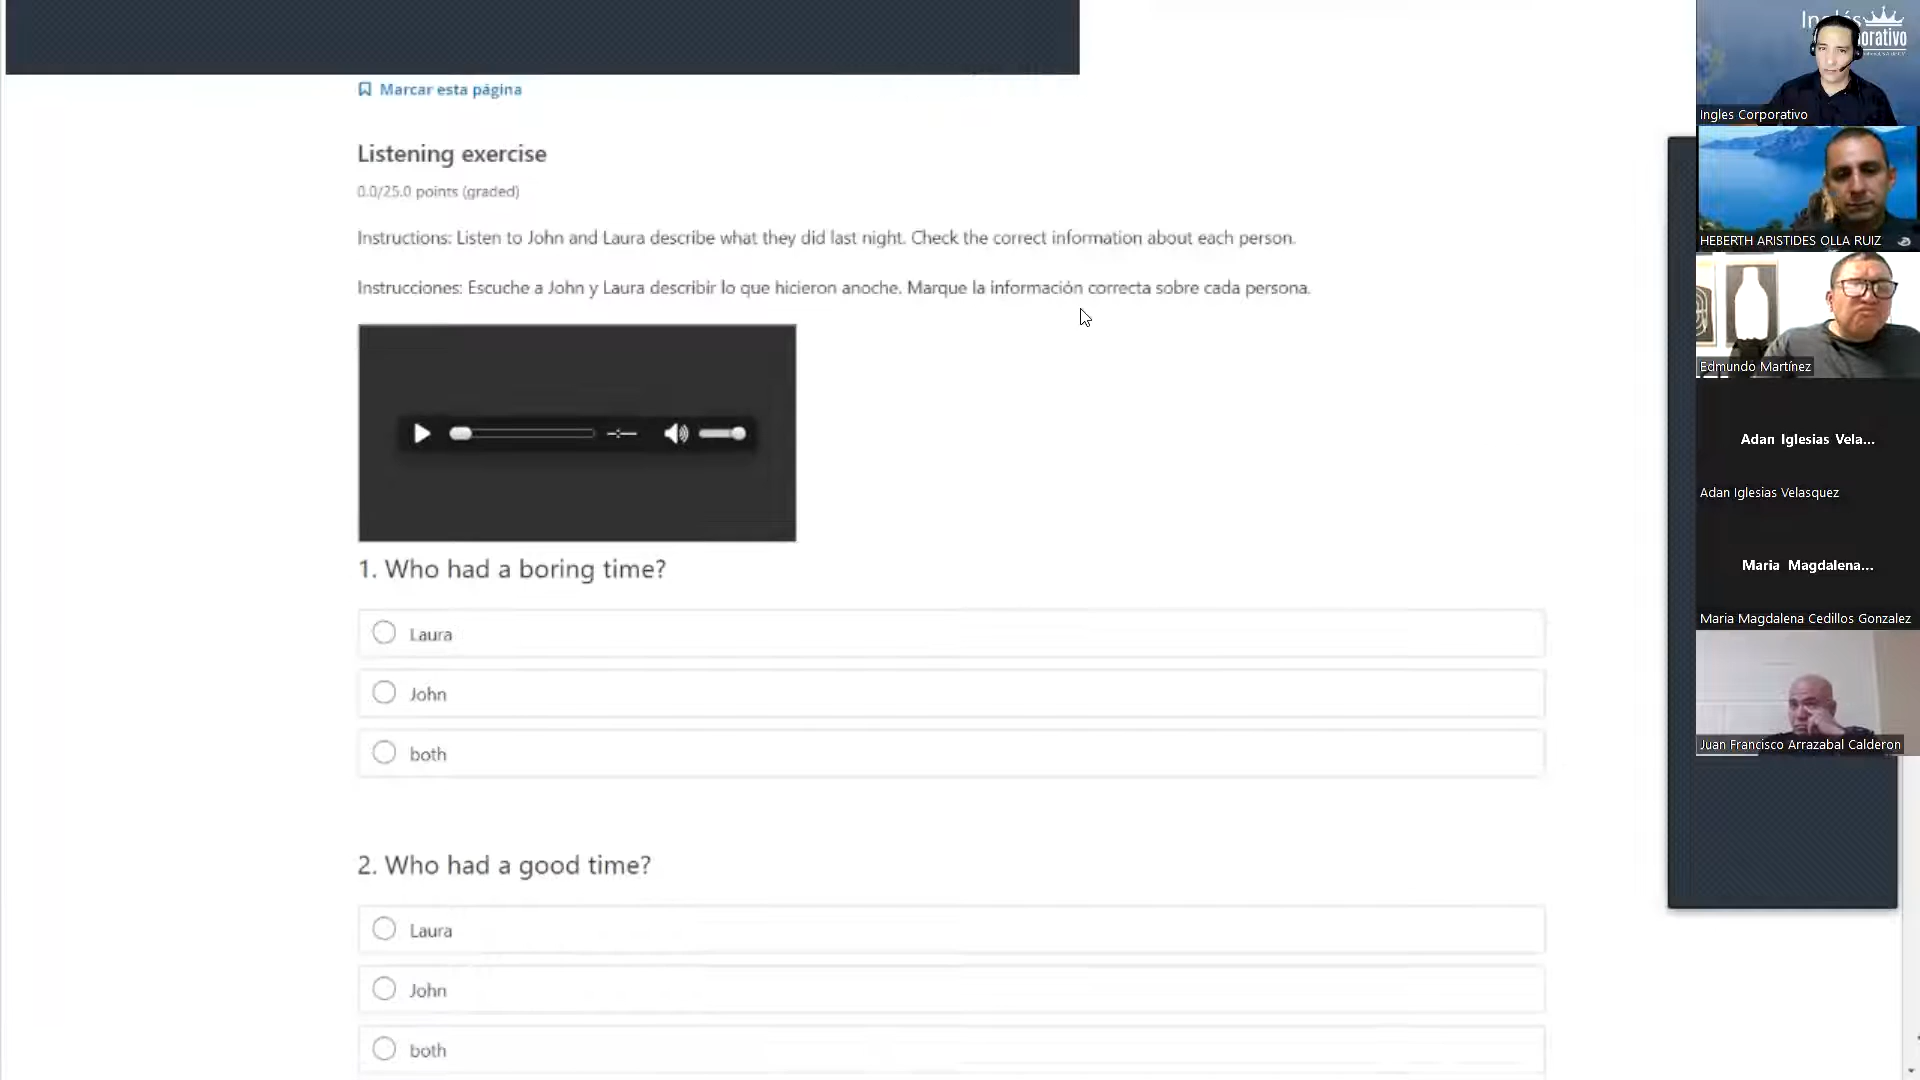 Marcar esta página
Listening exercise
0.0/25.0 points (graded)
Instructions: Listen to John and Laura describe what they did last night. Check the correct information about each person.
Instrucciones: Escuche a John y Laura describir lo que hicieron anoche. Marque la información correcta sobre cada persona.
1. Who had a boring time?
Laura
John
both
2. Who had a good time?
Laura
John
both
Ingles Corporativo
HEBERTH ARISTIDES OLLA RUIZ
Edmundo Martínez
Adan Iglesias Vela...
Adan Iglesias Velasquez
Maria Magdalena...
Maria Magdalena Cedillos Gonzalez
Juan Francisco Arrazabal Calderon